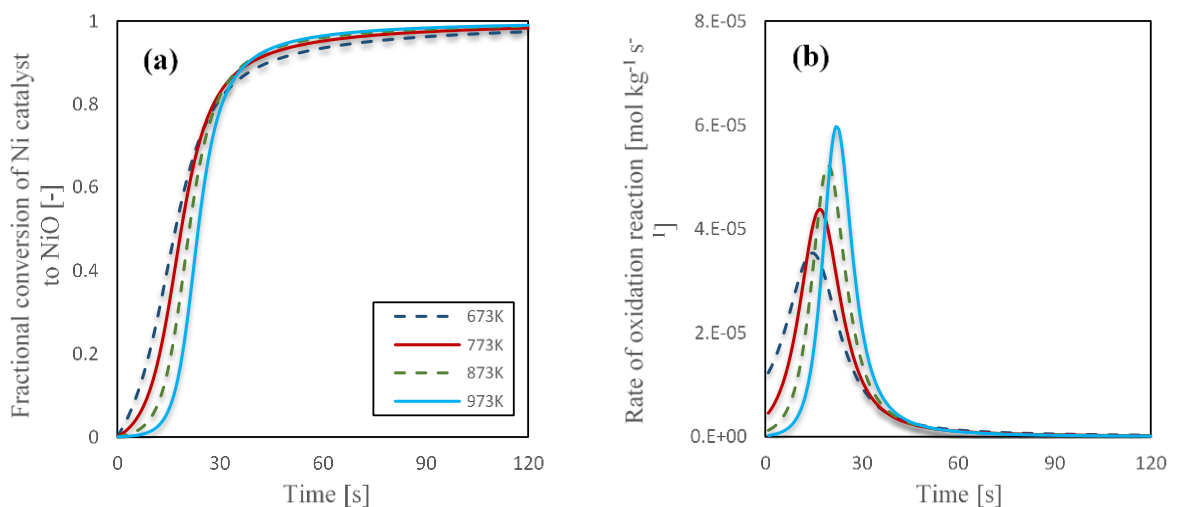 Fractional conversion of Ni catalyst
to NiO [-]
1
0.8
0.6
0.4
0.2
0
(a)
673K
773K
873K
973K
0
30
60
90
120
Time [s]
Rate of oxidation reaction [mol kg⁻¹ s⁻
¹]
8.E-05
6.E-05
4.E-05
2.E-05
0.E+00
(b)
0
30
60
90
120
Time [s]